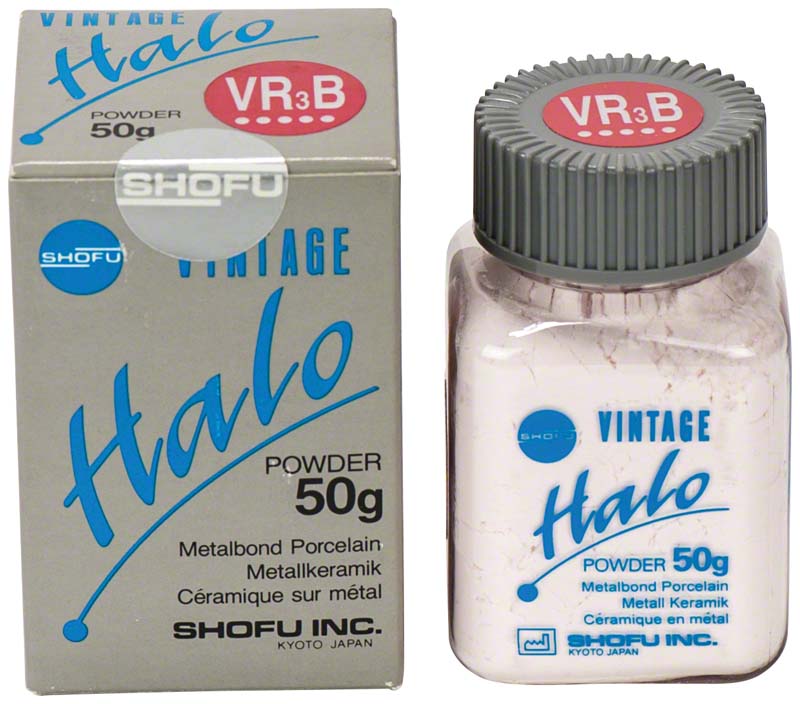 VINTAGE
Halo
POWDER
50g
VR3B
SHOFU
SHOFU
VINTAGE
Halo
POWDER
50g
Metalbond Porcelain
Metallkeramik
Céramique sur métal
SHOFU INC.
KYOTO JAPAN
VR3B
SHOFU
VINTAGE
Halo
POWDER 50g
Metalbond Porcelain
Metall Keramik
Céramique en métal
SHOFU INC.
KYOTO JAPAN